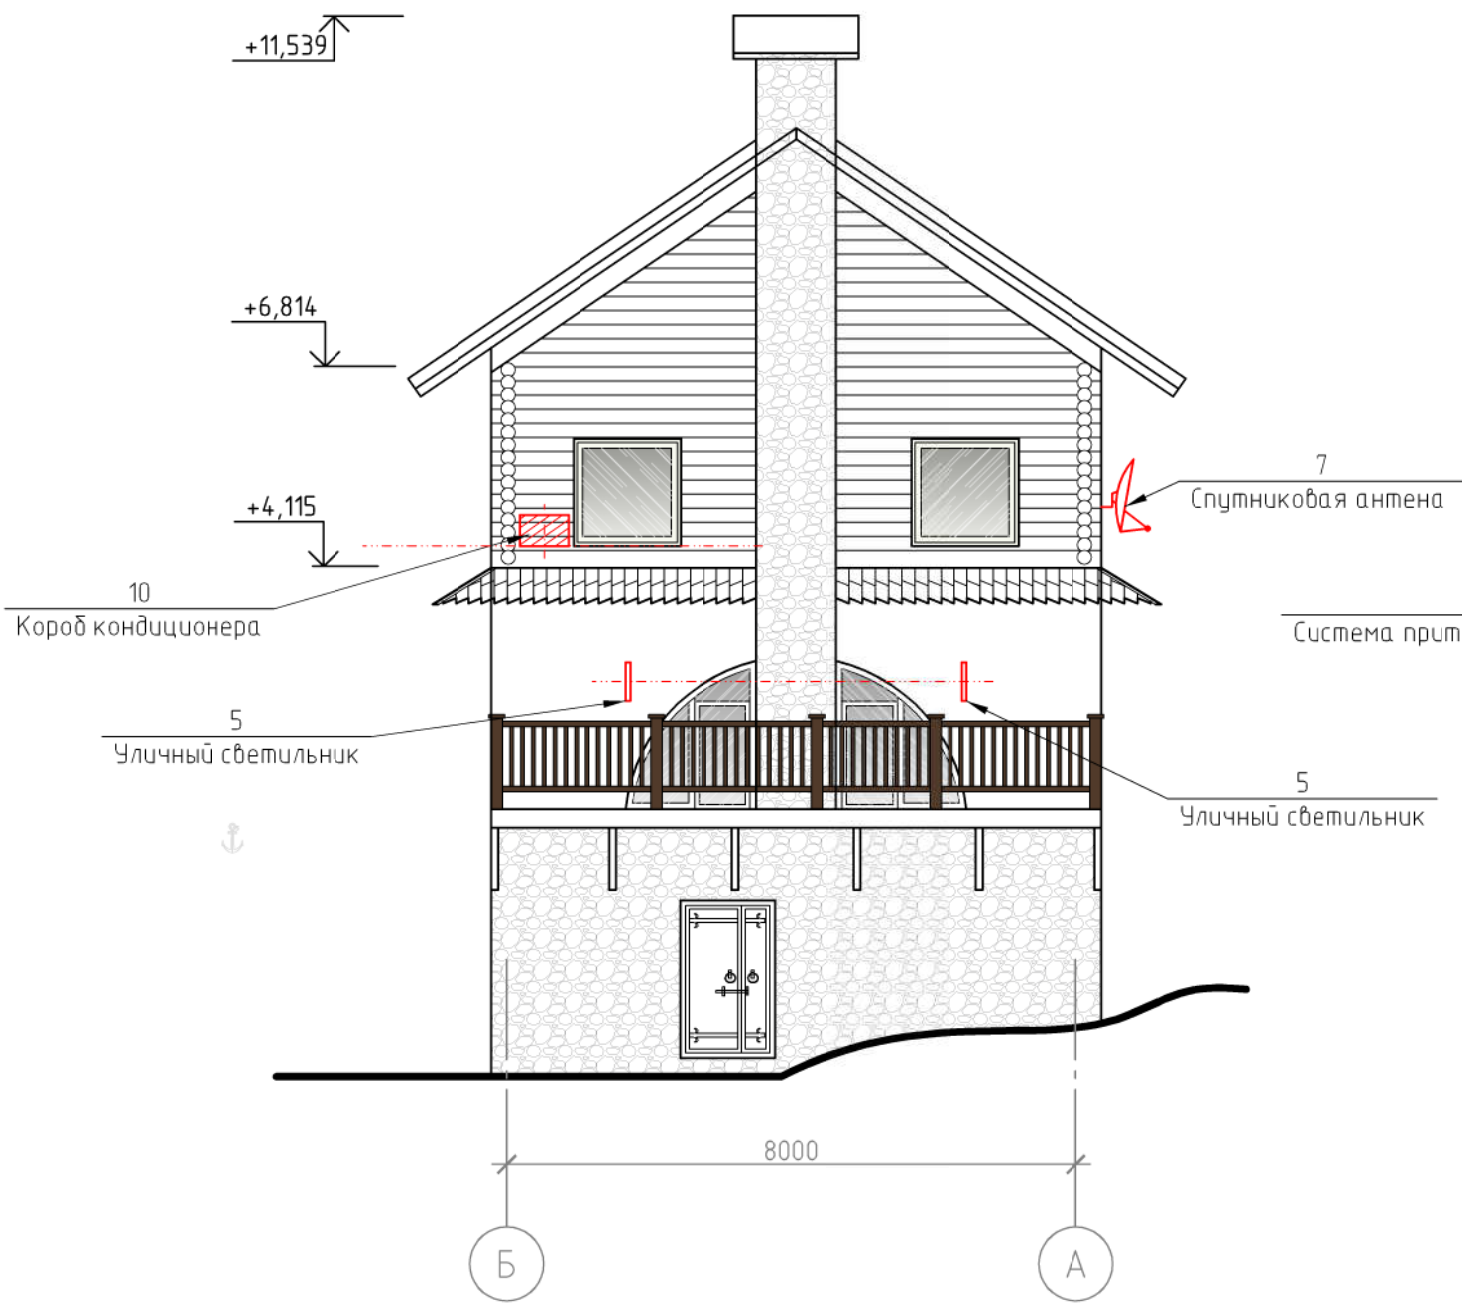 +11,539
+6,814
+4,115
7
Спутниковая антена
10
Короб кондиционера
Система прит
5
Уличный светильник
5
Уличный светильник
8000
Б
А